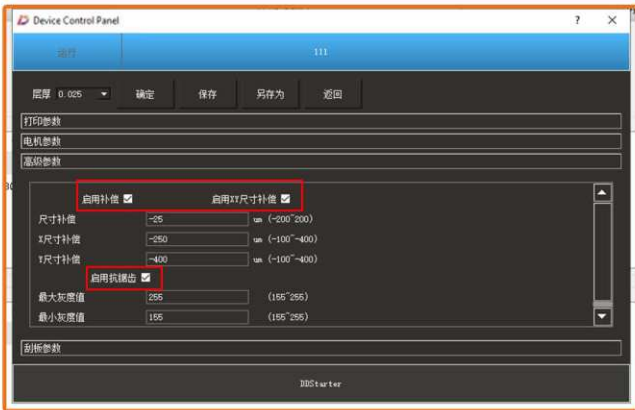 Device Control Panel ? ×
运行 111
层厚 0.025 确定 保存 另存为 返回
打印参数
电机参数
高级参数
启用补偿 启用XY尺寸补偿
尺寸补偿 -25 um (-200~200)
X尺寸补偿 -250 um (-100~-400)
Y尺寸补偿 -400 um (-100~-400)
启用抗锯齿
最大灰度值 255 (155~255)
最小灰度值 155 (155~255)
刮板参数
DDStarter